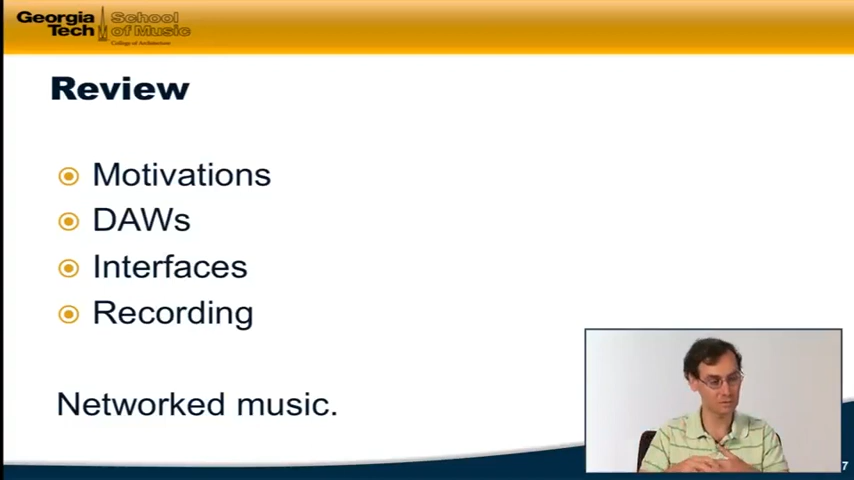 Georgia Tech
School of Music
College of Architecture
Review
Motivations
DAWs
Interfaces
Recording
Networked music.
7